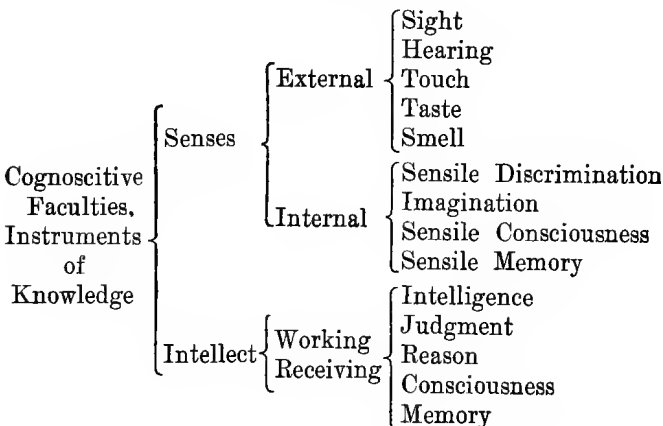 Cognoscitive
Faculties,
Instruments
of
Knowledge
Senses
External
Sight
Hearing
Touch
Taste
Smell
Internal
Sensile Discrimination
Imagination
Sensile Consciousness
Sensile Memory
Intellect
Working
Receiving
Intelligence
Judgment
Reason
Consciousness
Memory